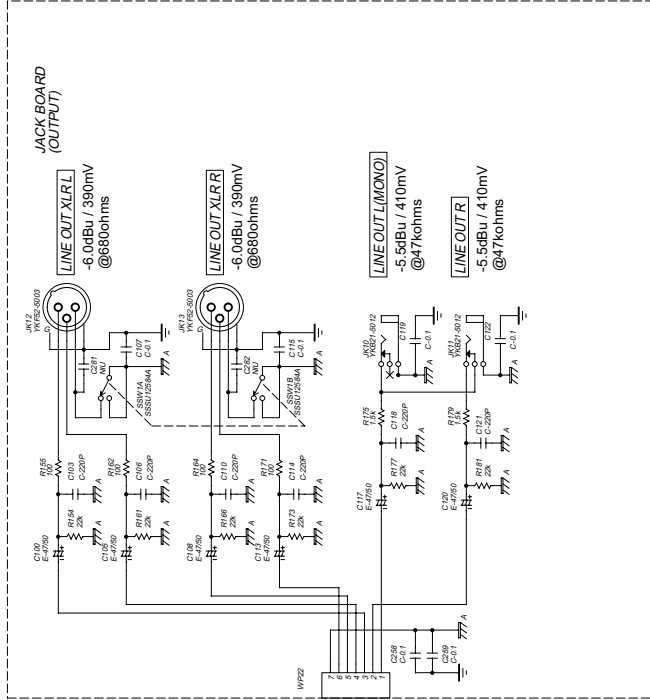 JACK BOARD
(OUTPUT)
LINE OUT XLR L
-6.0dBu / 390mV
@680ohms
JK12
YKF52-5003
G
C281
C107
C-0.1
NIU
SSW1A
SSSU12584A
A
R155
100
R162
100
C103
C-220P
C106
C-220P
A
A
R154
22k
R161
22k
A
A
C100
E-47/50
C105
E-47/50
LINE OUT XLR R
-6.0dBu / 390mV
@680ohms
JK13
YKF52-5003
G
C282
C115
C-0.1
NIU
SSW1B
SSSU12584A
A
R164
100
R171
100
C110
C-220P
C114
C-220P
A
A
R166
22k
R173
22k
A
A
C108
E-47/50
C113
E-47/50
LINE OUT L(MONO)
-5.5dBu / 410mV
@47kohms
JK10
YKB21-5012
C119
C-0.1
A
R175
1.5k
C118
C-220P
A
R177
22k
A
C117
E-47/50
LINE OUT R
-5.5dBu / 410mV
@47kohms
JK11
YKB21-5012
C122
C-0.1
A
R179
1.5k
C121
C-220P
A
R181
22k
A
C120
E-47/50
WP22
7
6
5
4
3
2
1
C258
C-0.1
C259
C-0.1
A